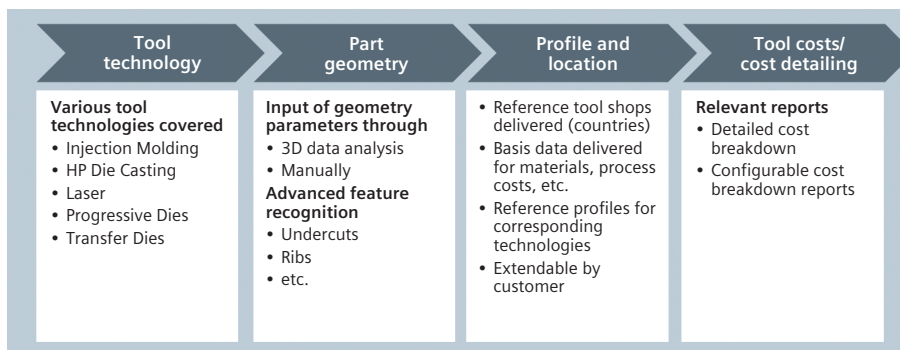 Tool
technology
Part
geometry
Profile and
location
Tool costs/
cost detailing
Various tool
technologies covered
• Injection Molding
• HP Die Casting
• Laser
• Progressive Dies
• Transfer Dies
Input of geometry
parameters through
• 3D data analysis
• Manually
Advanced feature
recognition
• Undercuts
• Ribs
• etc.
• Reference tool shops
delivered (countries)
• Basis data delivered
for materials, process
costs, etc.
• Reference profiles for
corresponding
technologies
• Extendable by
customer
Relevant reports
• Detailed cost
breakdown
• Configurable cost
breakdown reports